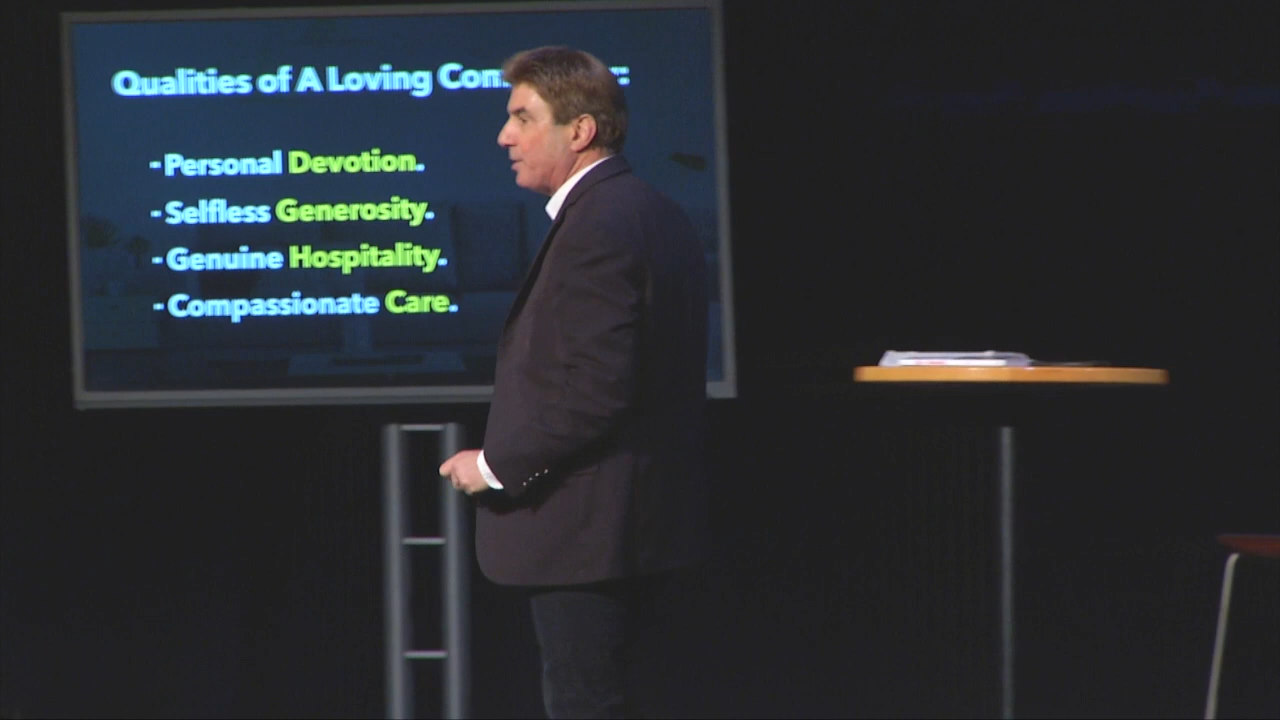 Qualities of A Loving
- Personal Devotion.
- Selfless Generosity.
- Genuine Hospitality.
- Compassionate Care.